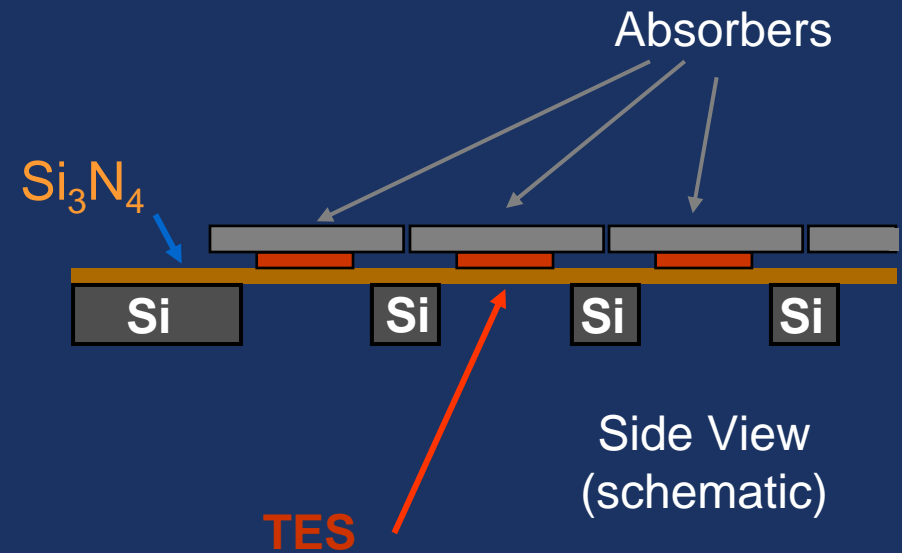 Absorbers
Si₃N₄
Si
Si
Si
Si
Side View
(schematic)
TES